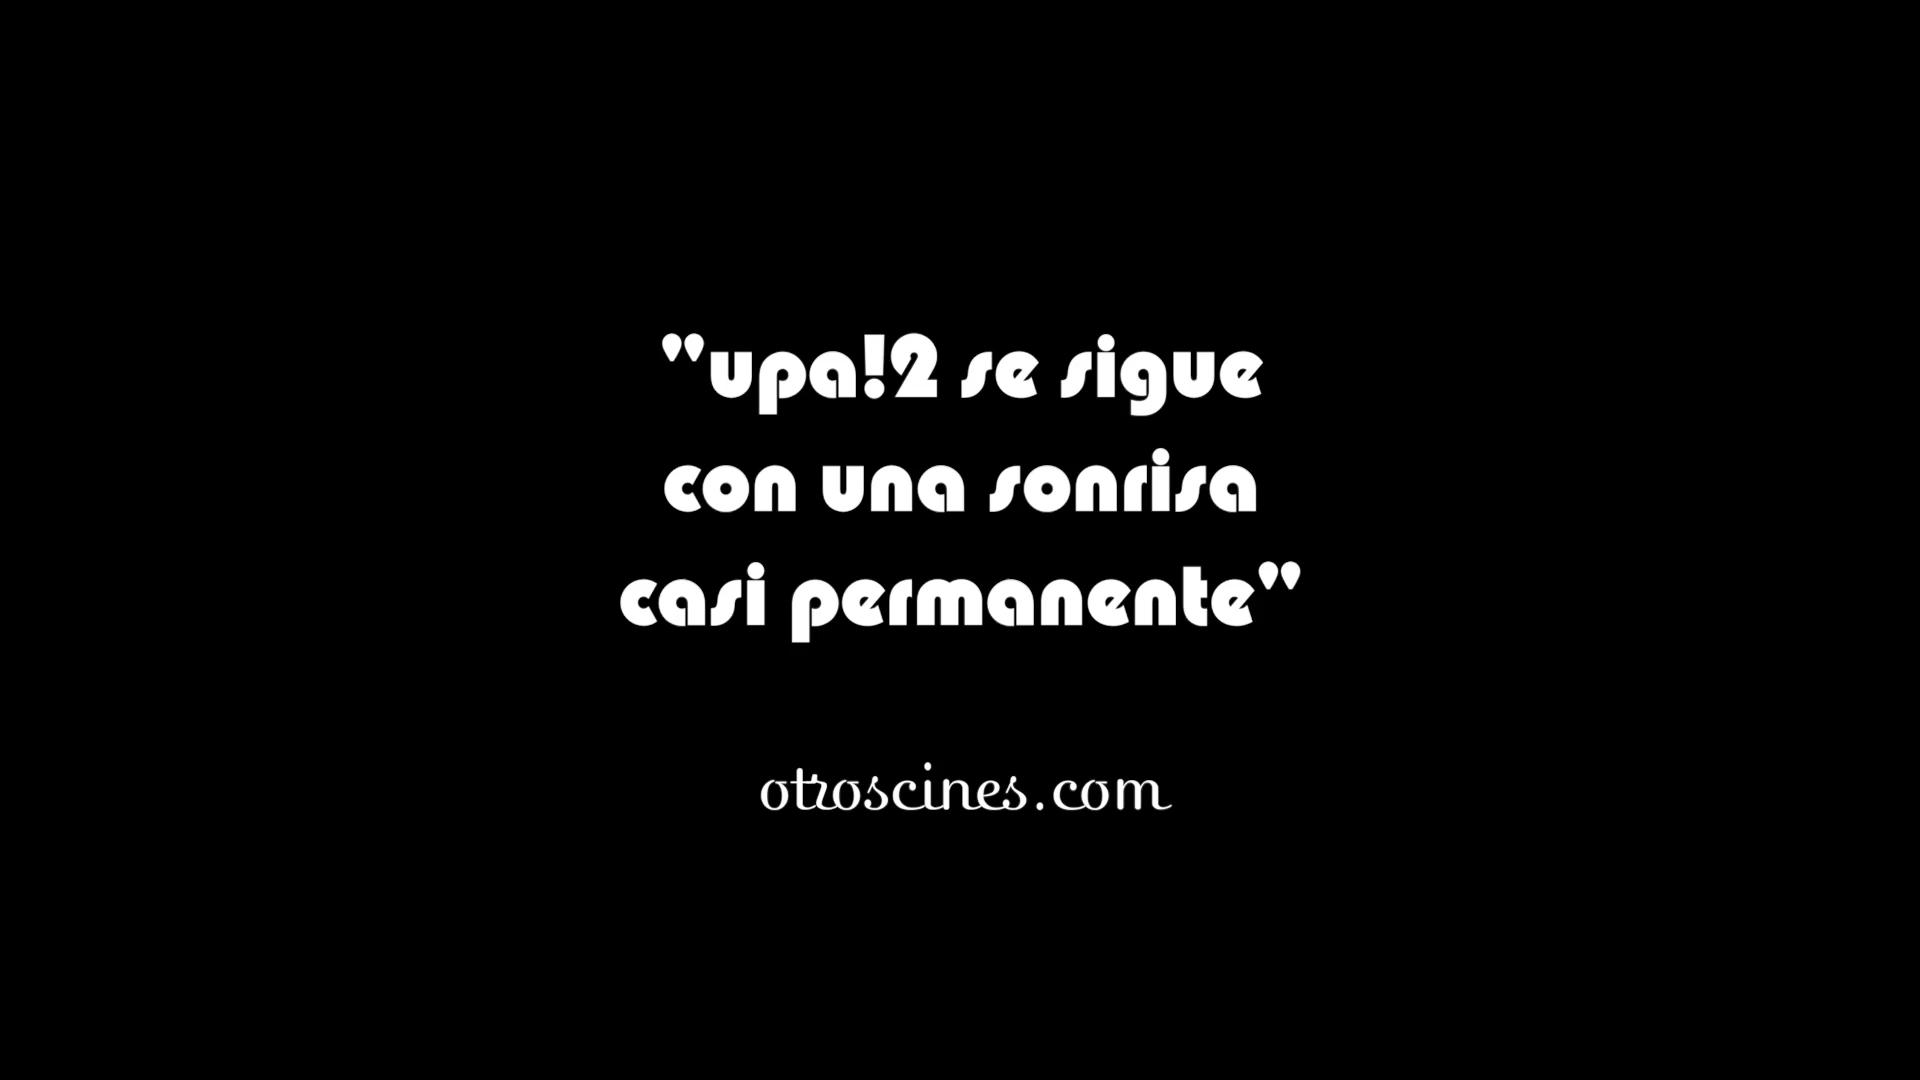 "upa!2 se sigue
con una sonrisa
casi permanente"
otroscines.com